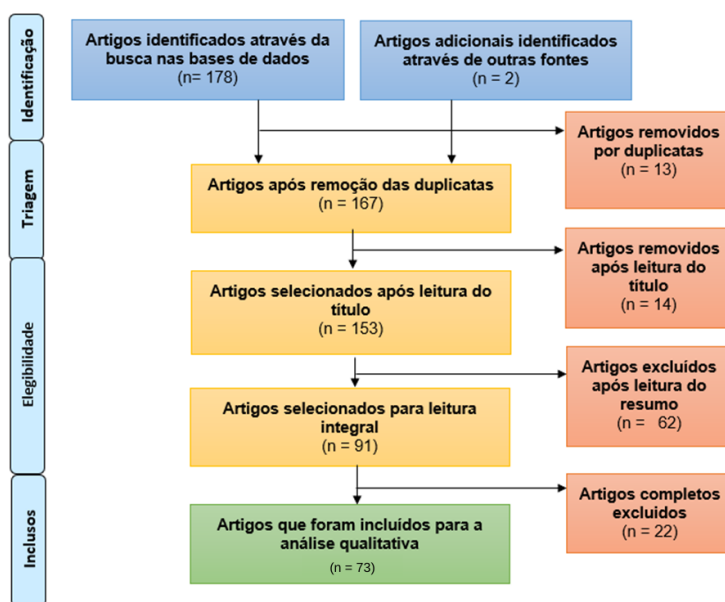 Identificação
Artigos identificados através da
busca nas bases de dados
(n= 178)
Artigos adicionais identificados
através de outras fontes
(n = 2)
Artigos removidos
por duplicatas
(n = 13)
Triagem
Artigos após remoção das duplicatas
(n = 167)
Artigos removidos
após leitura do
título
(n = 14)
Elegibilidade
Artigos selecionados após leitura do
título
(n = 153)
Artigos excluídos
após leitura do
resumo
(n = 62)
Artigos selecionados para leitura
integral
(n = 91)
Artigos completos
excluidos
(n = 22)
Inclusos
Artigos que foram incluídos para a
análise qualitativa
(n = 73)